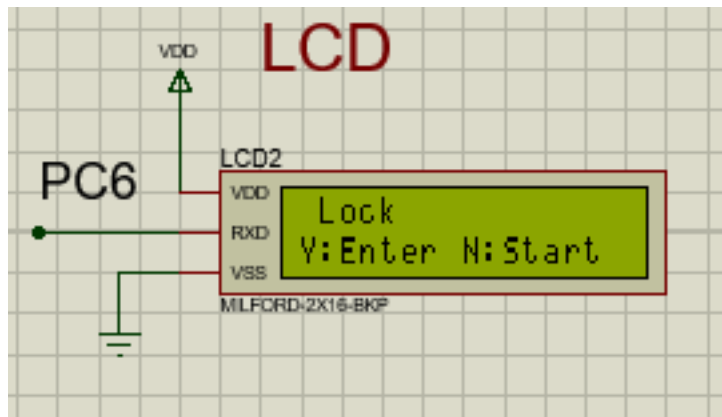 LCD
VDD
LCD2
PC6
VDD
RXD
VSS
Lock
Y:Enter N:Start
MILFORD-2X16-BKP